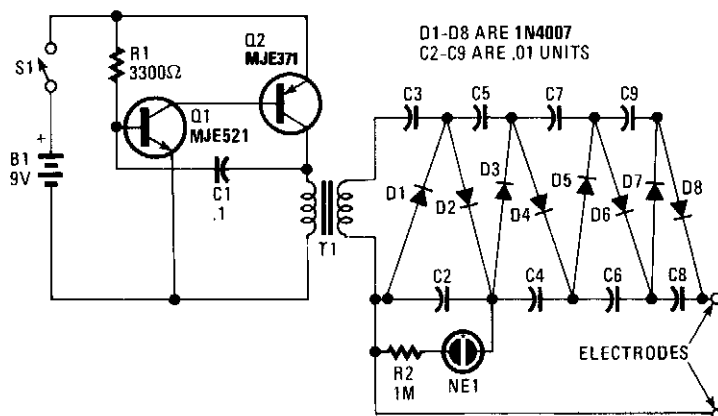 D1-D8 ARE 1N4007
C2-C9 ARE .01 UNITS
S1
R1
3300Ω
Q2
MJE371
Q1
MJE521
+
B1
9V
C1
.1
T1
C3
C5
C7
C9
D1
D2
D3
D4
D5
D6
D7
D8
C2
C4
C6
C8
R2
1M
NE1
ELECTRODES